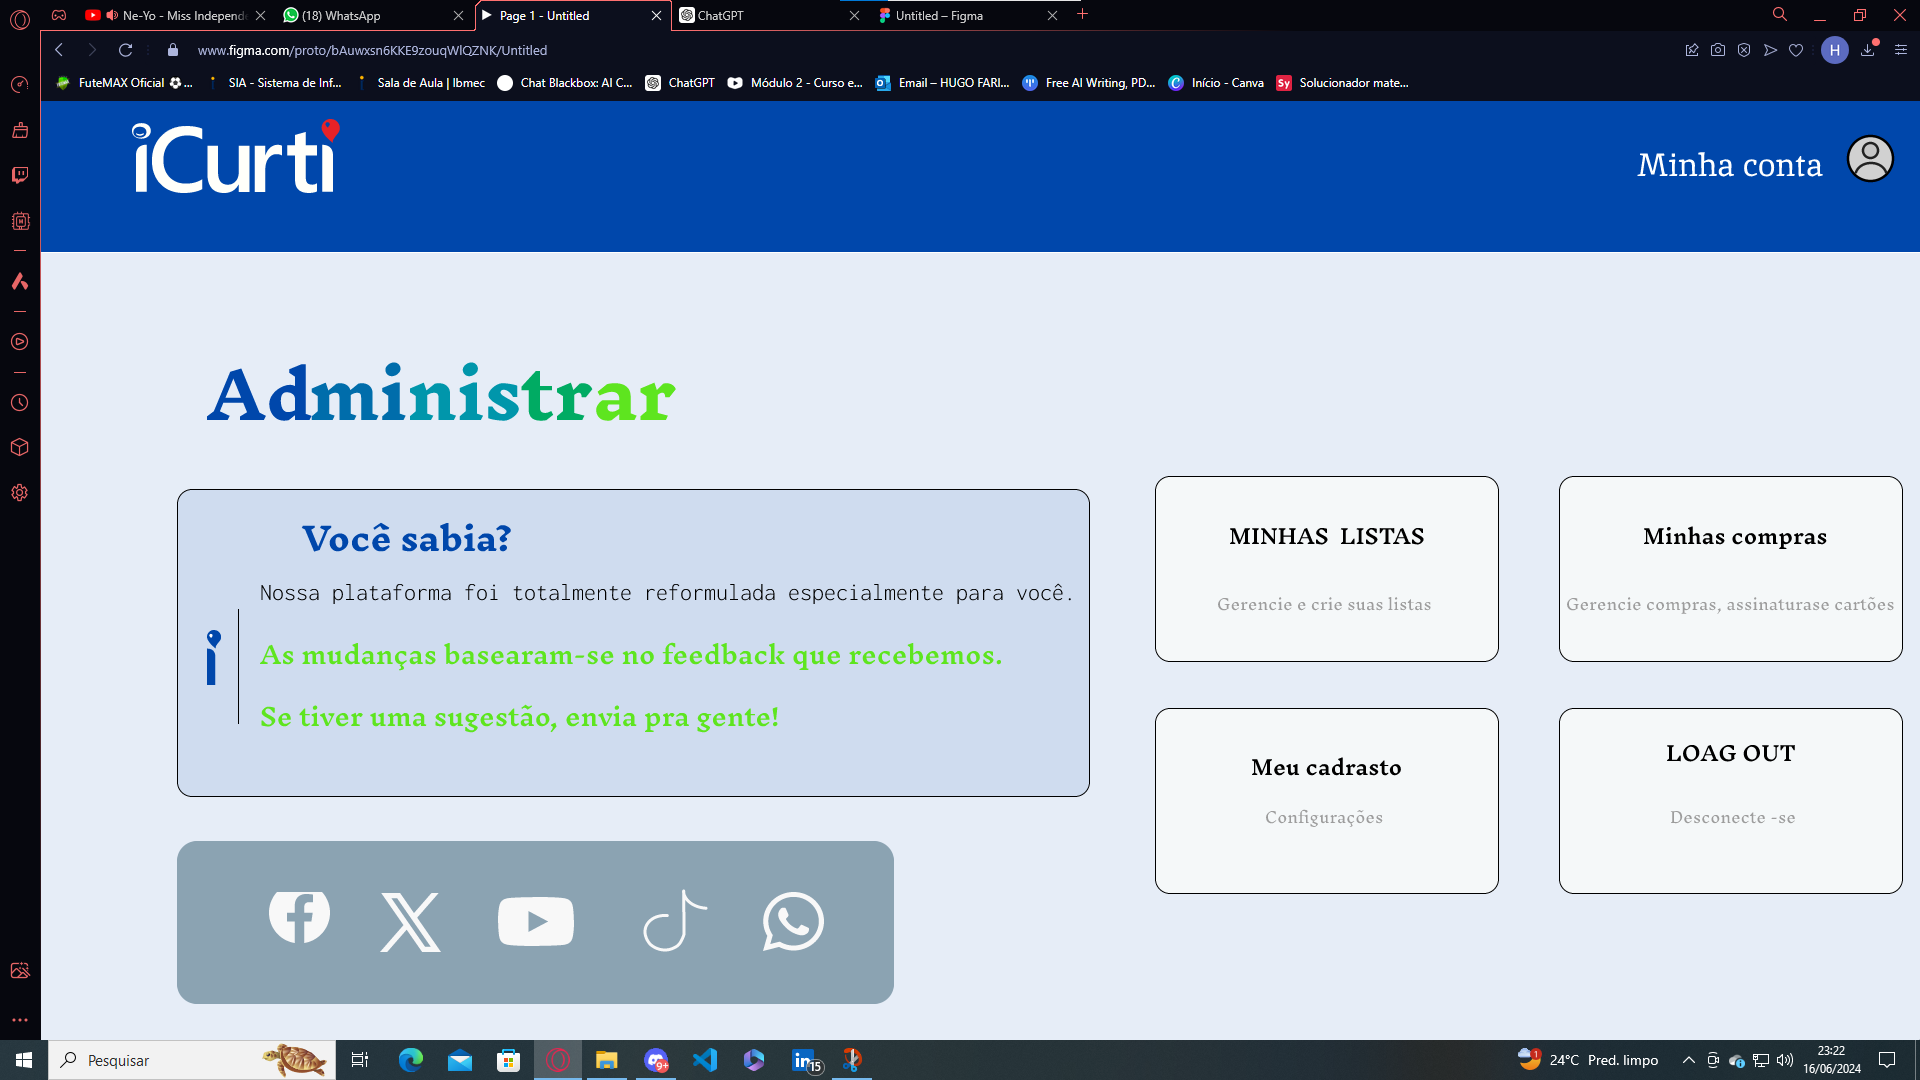 Ne-Yo - Miss Independ
(18) WhatsApp
Page 1 - Untitled
ChatGPT
Untitled – Figma
www.figma.com/proto/bAuwxsn6KKE9zouqWlQZNK/Untitled
H
FuteMAX Oficial ⚽ ...
SIA - Sistema de Inf...
Sala de Aula | Ibmec
Chat Blackbox: AI C...
ChatGPT
Módulo 2 - Curso e...
Email – HUGO FARI...
Free AI Writing, PD...
Início - Canva
Sy
Solucionador mate...
iCurti
Minha conta
Administrar
Você sabia?
Nossa plataforma foi totalmente reformulada especialmente para você.
As mudanças basearam-se no feedback que recebemos.
Se tiver uma sugestão, envia pra gente!
i
MINHAS LISTAS
Gerencie e crie suas listas
Minhas compras
Gerencie compras, assinaturase cartões
Meu cadrasto
Configurações
LOAG OUT
Desconecte -se
Pesquisar
9+
15
1
24°C Pred. limpo
23:22
16/06/2024